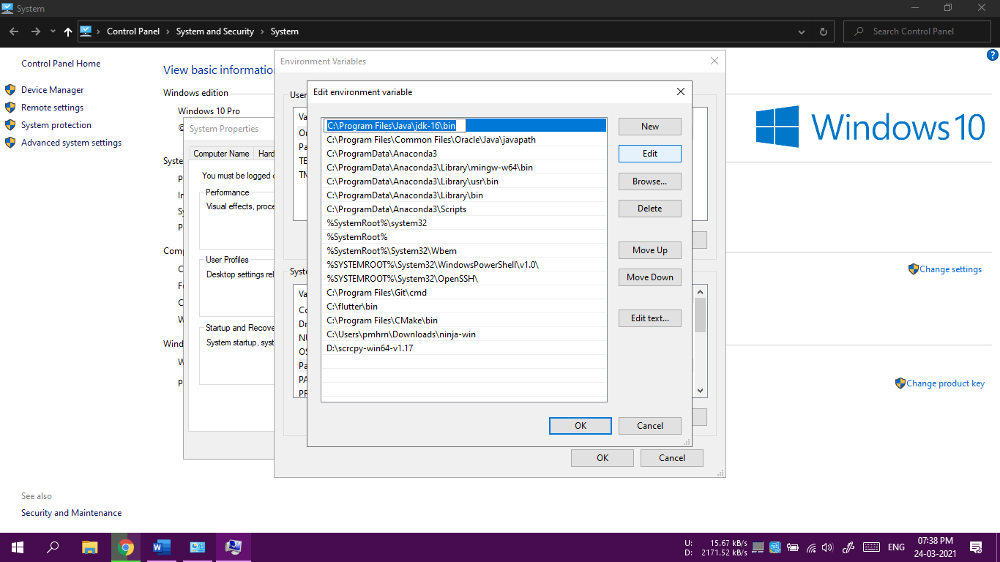 System
Control Panel
System and Security
System
Search Control Panel
Control Panel Home
Device Manager
Remote settings
System protection
Advanced system settings
See also
Security and Maintenance
View basic informatio
Windows edition
Windows 10 Pro
©
Syste
Comp
Wind
System Properties
Computer Name
Hard
You must be logged
Performance
Visual effects, proce
User Profiles
Desktop settings rel
Startup and Recove
System startup, syst
Environment Variables
User
Va
On
Pa
TE
TM
Syste
Va
Co
Dr
NU
OS
Pa
PA
PR
Edit environment variable
C:\Program Files\Java\jdk-16\bin
C:\Program Files\Common Files\Oracle\Java\javapath
C:\ProgramData\Anaconda3
C:\ProgramData\Anaconda3\Library\mingw-w64\bin
C:\ProgramData\Anaconda3\Library\usr\bin
C:\ProgramData\Anaconda3\Library\bin
C:\ProgramData\Anaconda3\Scripts
%SystemRoot%\system32
%SystemRoot%
%SystemRoot%\System32\Wbem
%SYSTEMROOT%\System32\WindowsPowerShell\v1.0\
%SYSTEMROOT%\System32\OpenSSH\
C:\Program Files\Git\cmd
C:\flutter\bin
C:\Program Files\CMake\bin
C:\Users\pmhrn\Downloads\ninja-win
D:\scrcpy-win64-v1.17
New
Edit
Browse...
Delete
Move Up
Move Down
Edit text...
OK
Cancel
OK
Cancel
Windows 10
Change settings
Change product key
U: 15.67 kB/s
D: 2171.52 kB/s
ENG
07:38 PM
24-03-2021